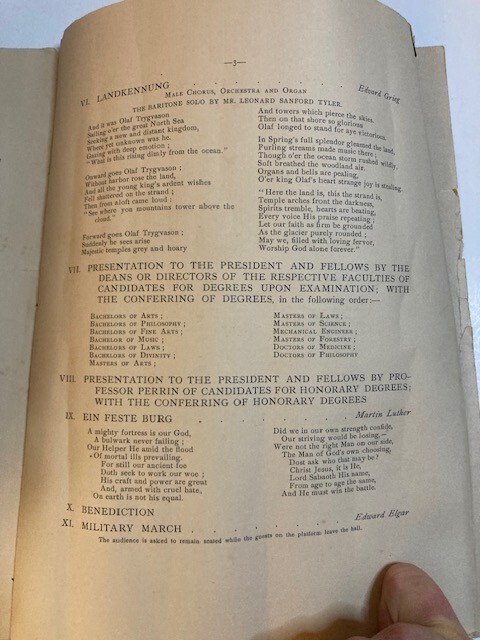 —3—
VI. LANDKENNUNG . . . . . . . Edvard Grieg
MALE CHORUS, ORCHESTRA AND ORGAN
THE BARITONE SOLO BY MR. LEONARD SANFORD TYLER.
And it was Olaf Trygvason
Sailing o'er the great North Sea
Seeking a new and distant kingdom,
Where yet unknown was he.
Gazing with deep emotion ;
"What is this rising dimly from the ocean."
Onward goes Olaf Trygvason ;
Without harbor rose the land,
And all the young king's ardent wishes
Full shattered on the strand ;
Then from aloft came loud :
"See where you mountains tower above the
cloud."
Forward goes Olaf Trygvason ;
Suddenly he sees arise
Majestic temples grey and hoary
And towers which pierce the skies.
Then on that shore so glorious
Olaf longed to stand for aye victorious.
In Spring's full splendor gleamed the land,
Purling streams made music there ;
Though o'er the ocean storm rushed wildly,
Soft breathed the woodland air.
Organs and bells are pealing,
O'er king Olaf's heart strange joy is stealing.
"Here the land is, this the strand is,
Temple arches front the darkness,
Spirits tremble, hearts are beating,
Every voice His praise repeating ;
Let our faith as firm be grounded
As the glacier purely rounded ;
May we, filled with loving fervor,
Worship God alone forever."
VII. PRESENTATION TO THE PRESIDENT AND FELLOWS BY THE
DEANS OR DIRECTORS OF THE RESPECTIVE FACULTIES OF
CANDIDATES FOR DEGREES UPON EXAMINATION; WITH
THE CONFERRING OF DEGREES, in the following order:—
BACHELORS OF ARTS ;
BACHELORS OF PHILOSOPHY ;
BACHELORS OF FINE ARTS ;
BACHELOR OF MUSIC ;
BACHELORS OF LAWS ;
BACHELORS OF DIVINITY ;
MASTERS OF ARTS ;
MASTERS OF LAWS ;
MASTERS OF SCIENCE ;
MECHANICAL ENGINEER ;
MASTERS OF FORESTRY ;
DOCTORS OF MEDICINE ;
DOCTORS OF PHILOSOPHY
VIII. PRESENTATION TO THE PRESIDENT AND FELLOWS BY PRO-
FESSOR PERRIN OF CANDIDATES FOR HONORARY DEGREES;
WITH THE CONFERRING OF HONORARY DEGREES
IX. EIN FESTE BURG . . . . . . . Martin Luther
A mighty fortress is our God,
A bulwark never failing ;
Our Helper He amid the flood
Of mortal ills prevailing.
For still our ancient foe
Doth seek to work our woe ;
His craft and power are great
And, armed with cruel hate,
On earth is not his equal.
Did we in our own strength confide,
Our striving would be losing,—
Were not the right Man on our side,
The Man of God's own choosing,
Dost ask who that may be?
Christ Jesus, it is He,
Lord Sabaoth His name,
From age to age the same,
And He must win the battle.
X. BENEDICTION
XI. MILITARY MARCH . . . . . . . Edward Elgar
The audience is asked to remain seated while the guests on the platform leave the hall.